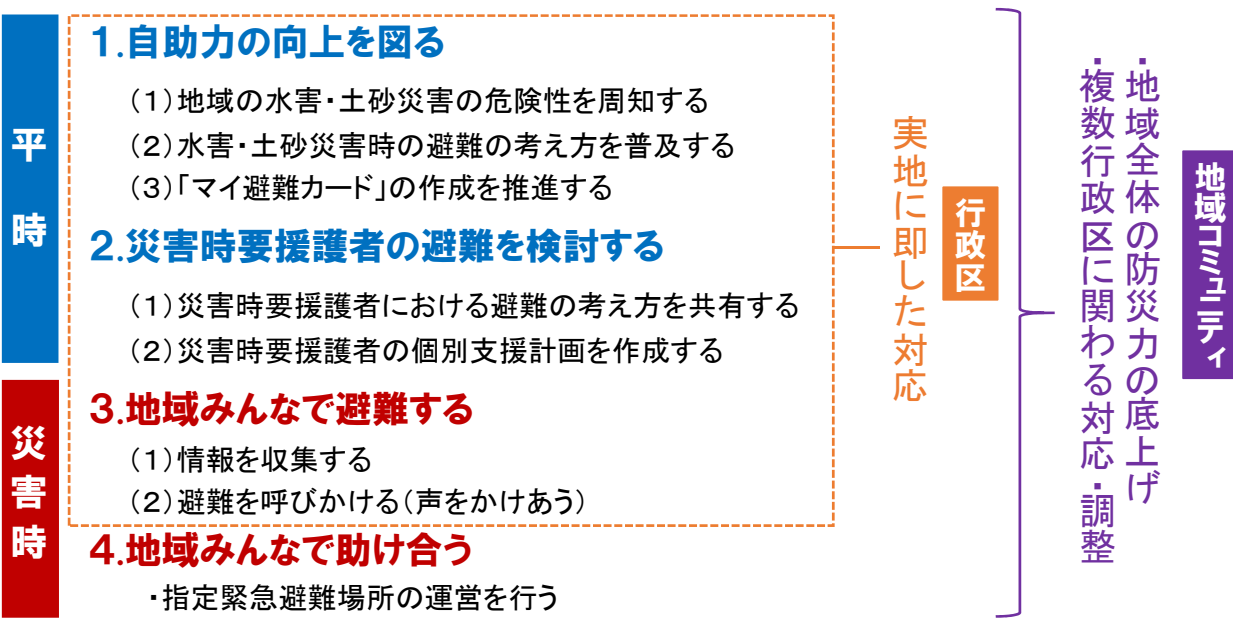 平時
1.自助力の向上を図る
(1)地域の水害・土砂災害の危険性を周知する
(2)水害・土砂災害時の避難の考え方を普及する
(3)「マイ避難カード」の作成を推進する
2.災害時要援護者の避難を検討する
(1)災害時要援護者における避難の考え方を共有する
(2)災害時要援護者の個別支援計画を作成する
災害時
3.地域みんなで避難する
(1)情報を収集する
(2)避難を呼びかける(声をかけあう)
4.地域みんなで助け合う
・指定緊急避難場所の運営を行う
行政区
実地に即した対応
地域コミュニティ
・地域全体の防災力の底上げ
・複数行政区に関わる対応・調整